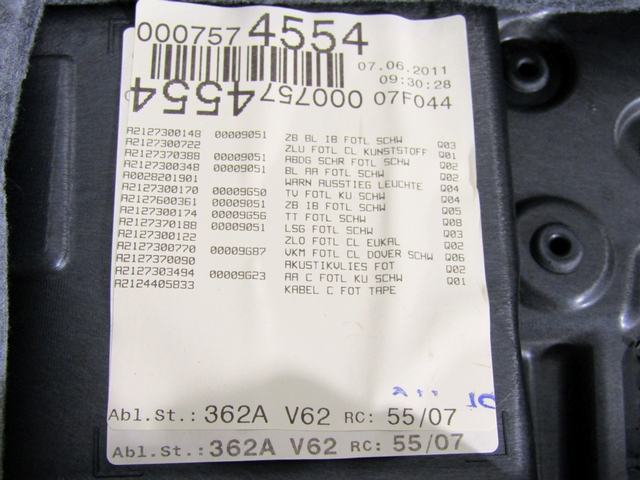 0007574554
07.06.2011
09:30:28
0007574554 07F044
A2127300148 00009051 ZB BL IB FOTL SCHW Q03
A2127300722 ZLU FOTL CL KUNSTSTOFF Q01
A2127370388 00009051 ABDG SCHR FOTL SCHW Q02
A2127300348 00009051 BL AA FOTL SCHW Q02
A0028201901 WARN AUSSTIEG LEUCHTE Q04
A2127300170 00009G50 TV FOTL KU SCHW Q04
A2127600361 00009051 ZB IB FOTL SCHW Q05
A2127300174 00009G56 TT FOTL SCHW Q08
A2127370188 00009051 LSG FOTL SCHW Q03
A2127300122 ZLO FOTL CL EUKAL Q02
A2127300770 00009G87 VKM FOTL CL DOVER SCHW Q06
A2127370090 AKUSTIKVLIES FOT Q02
A2127303494 00009G23 AA C FOTL KU SCHW Q01
A2124405833 KABEL C FOT TAPE
Abl.St.: 362A V62 RC: 55/07
Abl.St.: 362A V62 RC: 55/07